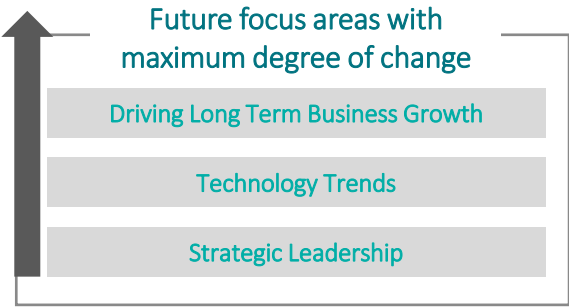 Future focus areas with
maximum degree of change
Driving Long Term Business Growth
Technology Trends
Strategic Leadership